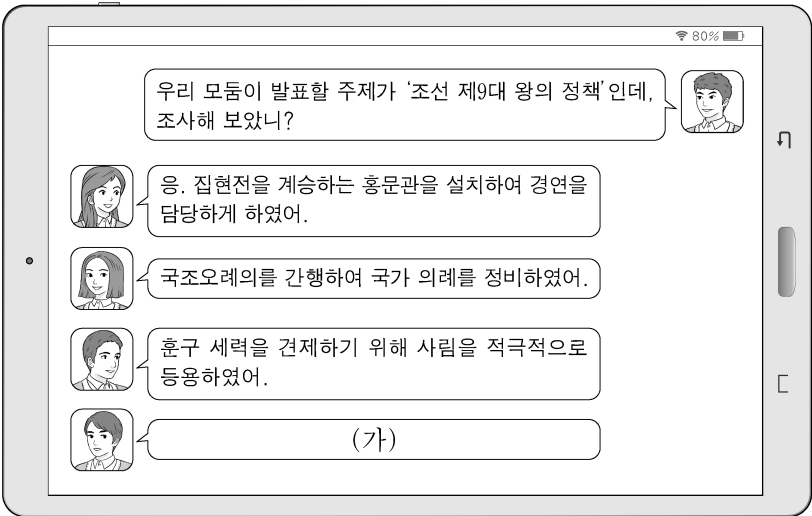 80%
우리 모둠이 발표할 주제가 ‘조선 제9대 왕의 정책’인데,
조사해 보았니?
응. 집현전을 계승하는 홍문관을 설치하여 경연을
담당하게 하였어.
국조오례의를 간행하여 국가 의례를 정비하였어.
훈구 세력을 견제하기 위해 사림을 적극적으로
등용하였어.
(가)